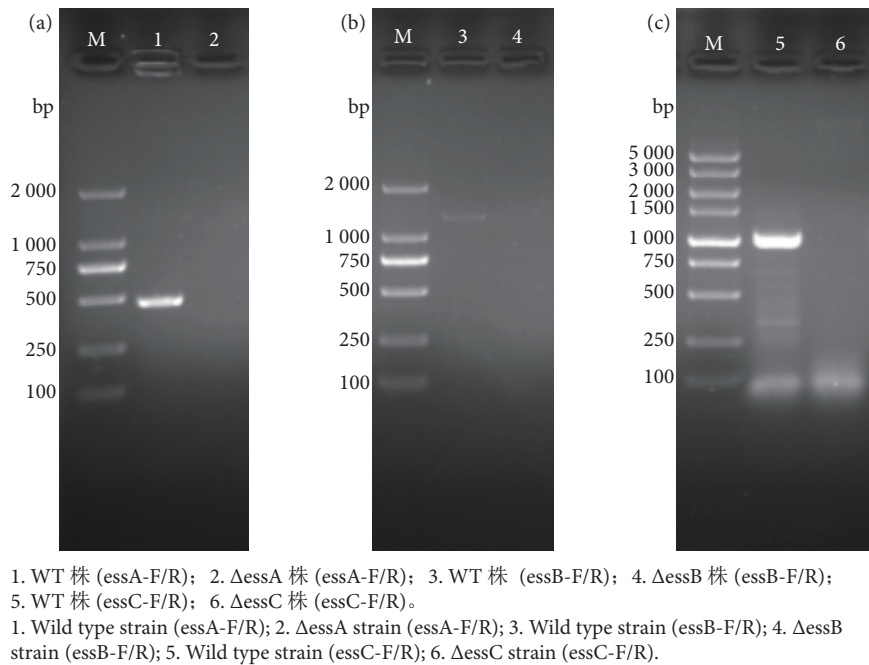 (a)
M 1 2
bp
2 000
1 000
750
500
250
100
(b)
M 3 4
bp
2 000
1 000
750
500
250
100
(c)
M 5 6
bp
5 000
3 000
2 000
1 500
1 000
750
500
250
100
1. WT 株 (essA-F/R)；2. ΔessA 株 (essA-F/R)；3. WT 株 (essB-F/R)；4. ΔessB 株 (essB-F/R)；
5. WT 株 (essC-F/R)；6. ΔessC 株 (essC-F/R)。
1. Wild type strain (essA-F/R); 2. ΔessA strain (essA-F/R); 3. Wild type strain (essB-F/R); 4. ΔessB
strain (essB-F/R); 5. Wild type strain (essC-F/R); 6. ΔessC strain (essC-F/R).